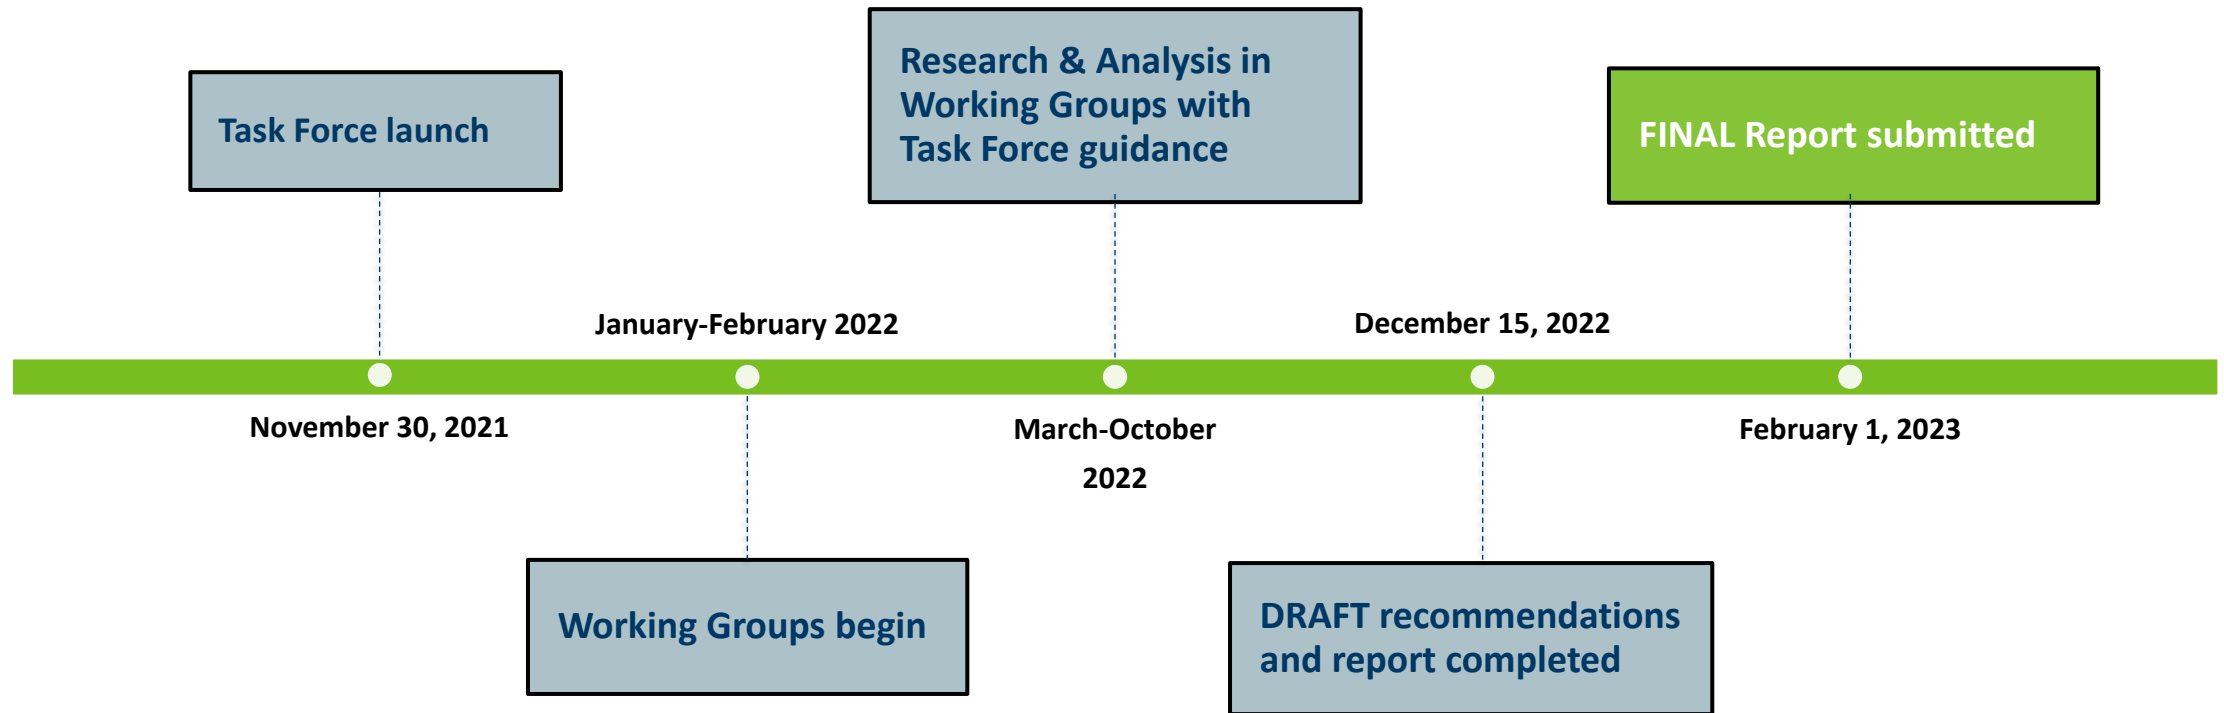 Task Force launch
November 30, 2021
January-February 2022
Working Groups begin
Research & Analysis in
Working Groups with
Task Force guidance
March-October
2022
December 15, 2022
DRAFT recommendations
and report completed
FINAL Report submitted
February 1, 2023